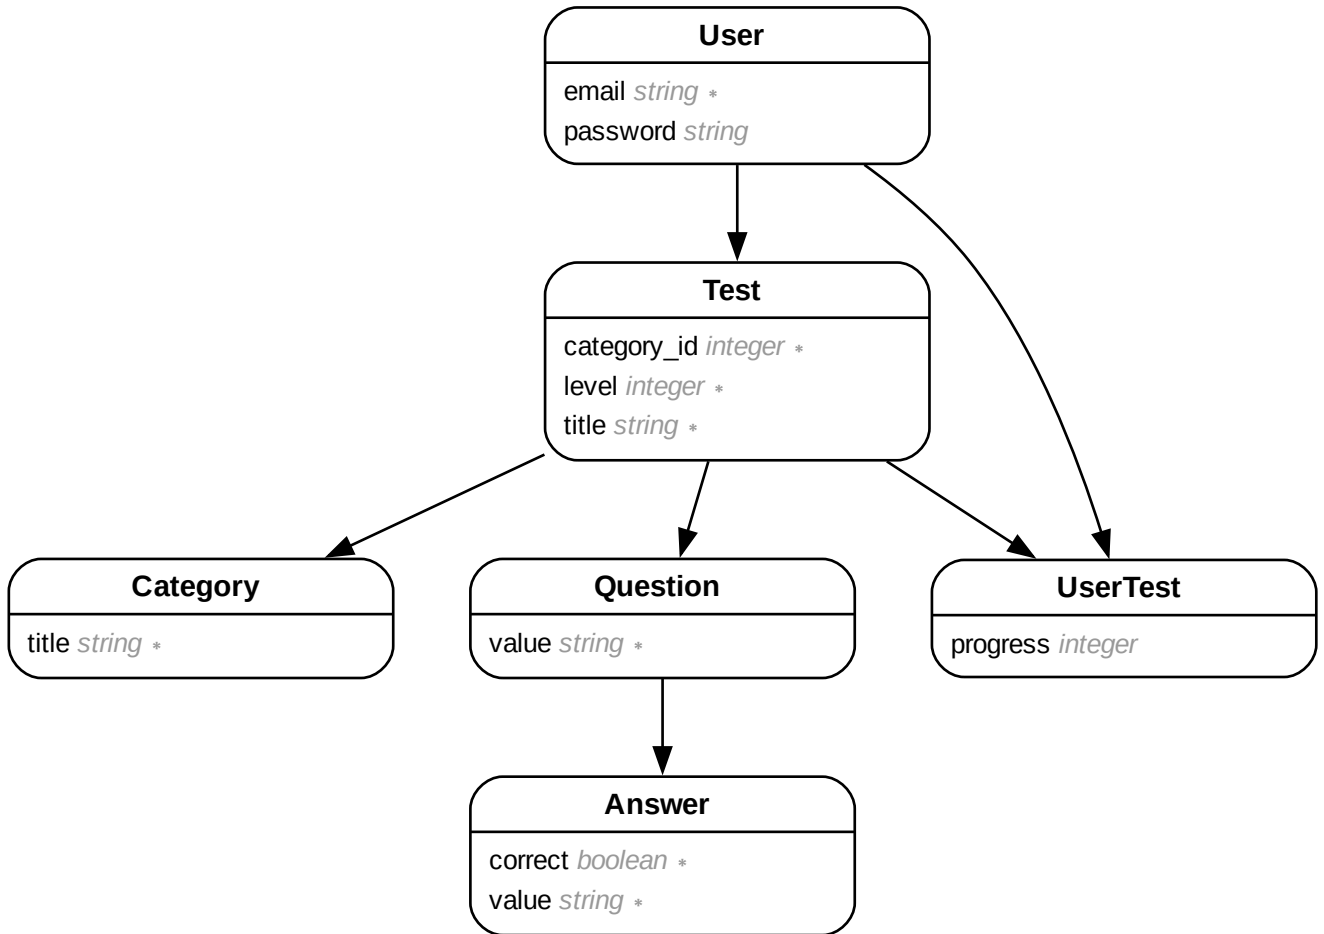 User
email string *
password string
Test
category_id integer *
level integer *
title string *
Category
title string *
Question
value string *
UserTest
progress integer
Answer
correct boolean *
value string *